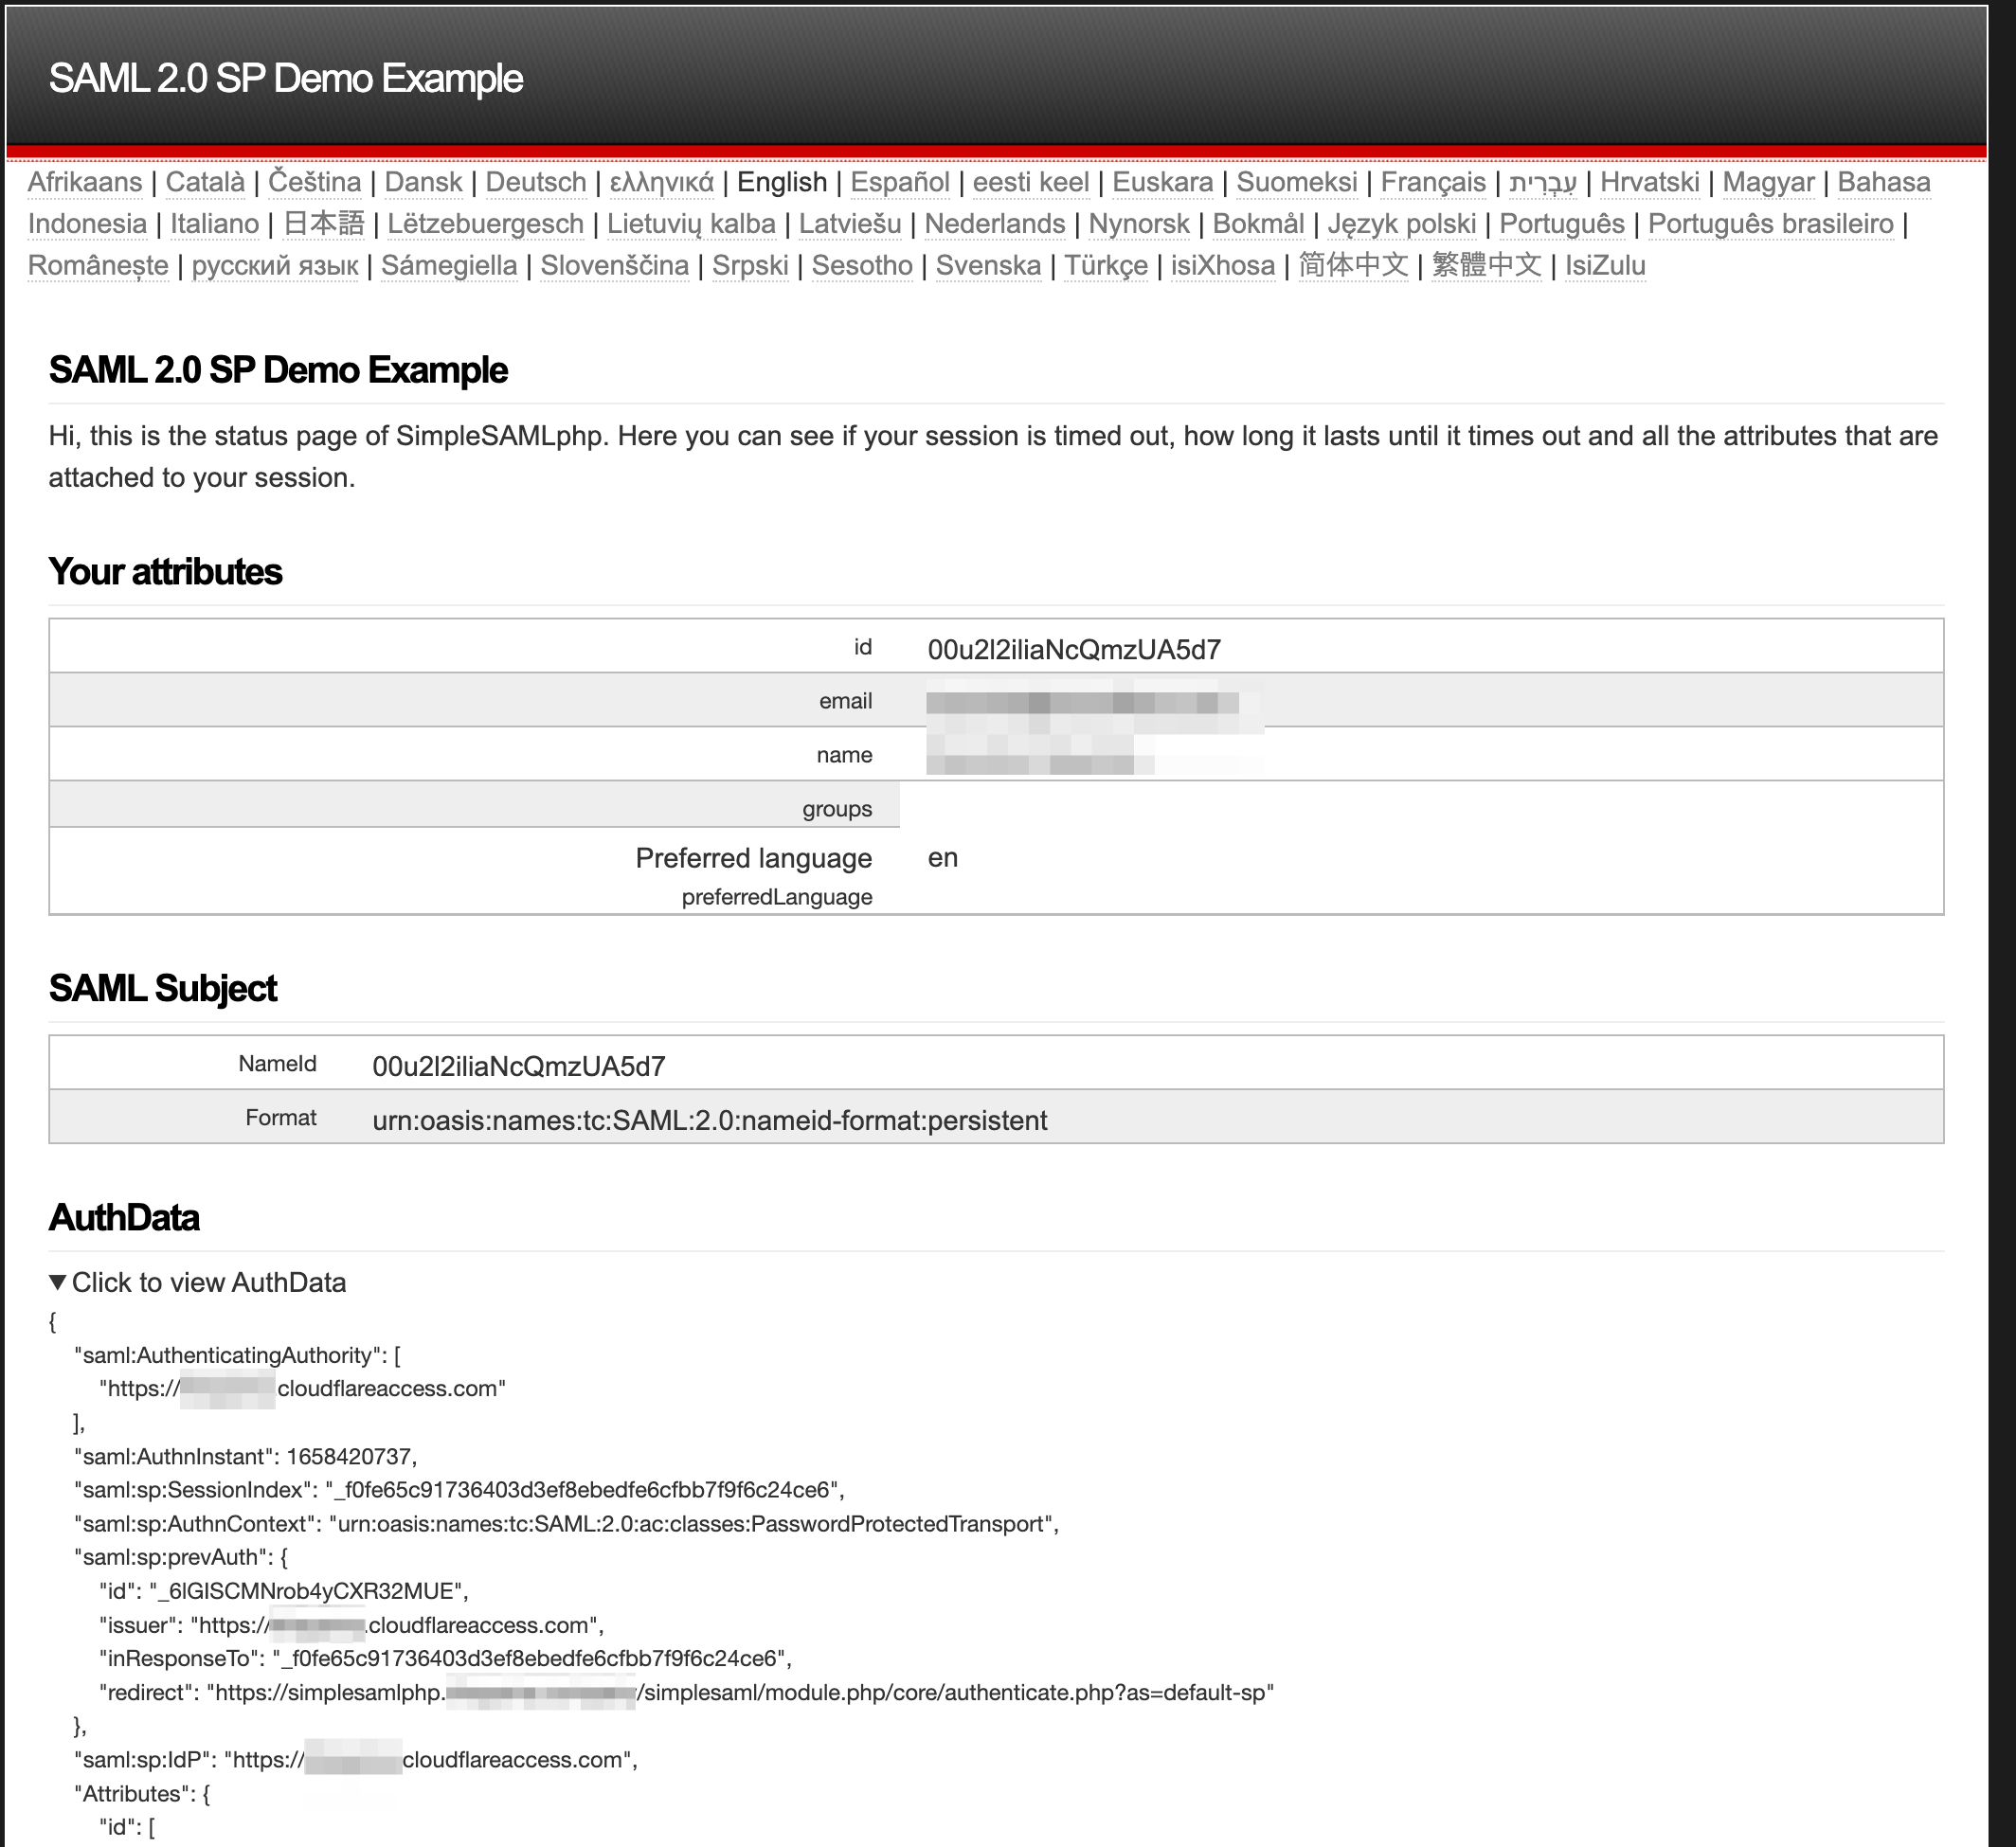 SAML 2.0 SP Demo Example
Afrikaans | Català | Čeština | Dansk | Deutsch | ελληνικά | English | Español | eesti keel | Euskara | Suomeksi | Français | עִבְרִית | Hrvatski | Magyar | Bahasa
Indonesia | Italiano | 日本語 | Lëtzebuergesch | Lietuvių kalba | Latviešu | Nederlands | Nynorsk | Bokmål | Język polski | Português | Português brasileiro |
Românește | русский язык | Sámegiella | Slovenščina | Srpski | Sesotho | Svenska | Türkçe | isiXhosa | 简体中文 | 繁體中文 | IsiZulu
SAML 2.0 SP Demo Example
Hi, this is the status page of SimpleSAMLphp. Here you can see if your session is timed out, how long it lasts until it times out and all the attributes that are
attached to your session.
Your attributes
id 00u2l2iliaNcQmzUA5d7
email
name
groups
Preferred language en
preferredLanguage
SAML Subject
NameId 00u2l2iliaNcQmzUA5d7
Format urn:oasis:names:tc:SAML:2.0:nameid-format:persistent
AuthData
▼ Click to view AuthData
{
"saml:AuthenticatingAuthority": [
"https:// cloudflareaccess.com"
],
"saml:AuthnInstant": 1658420737,
"saml:sp:SessionIndex": "_f0fe65c91736403d3ef8ebedfe6cfbb7f9f6c24ce6",
"saml:sp:AuthnContext": "urn:oasis:names:tc:SAML:2.0:ac:classes:PasswordProtectedTransport",
"saml:sp:prevAuth": {
"id": "_6lGISCMNrob4yCXR32MUE",
"issuer": "https:// .cloudflareaccess.com",
"inResponseTo": "_f0fe65c91736403d3ef8ebedfe6cfbb7f9f6c24ce6",
"redirect": "https://simplesamlphp. /simplesaml/module.php/core/authenticate.php?as=default-sp"
},
"saml:sp:IdP": "https:// cloudflareaccess.com",
"Attributes": {
"id": [